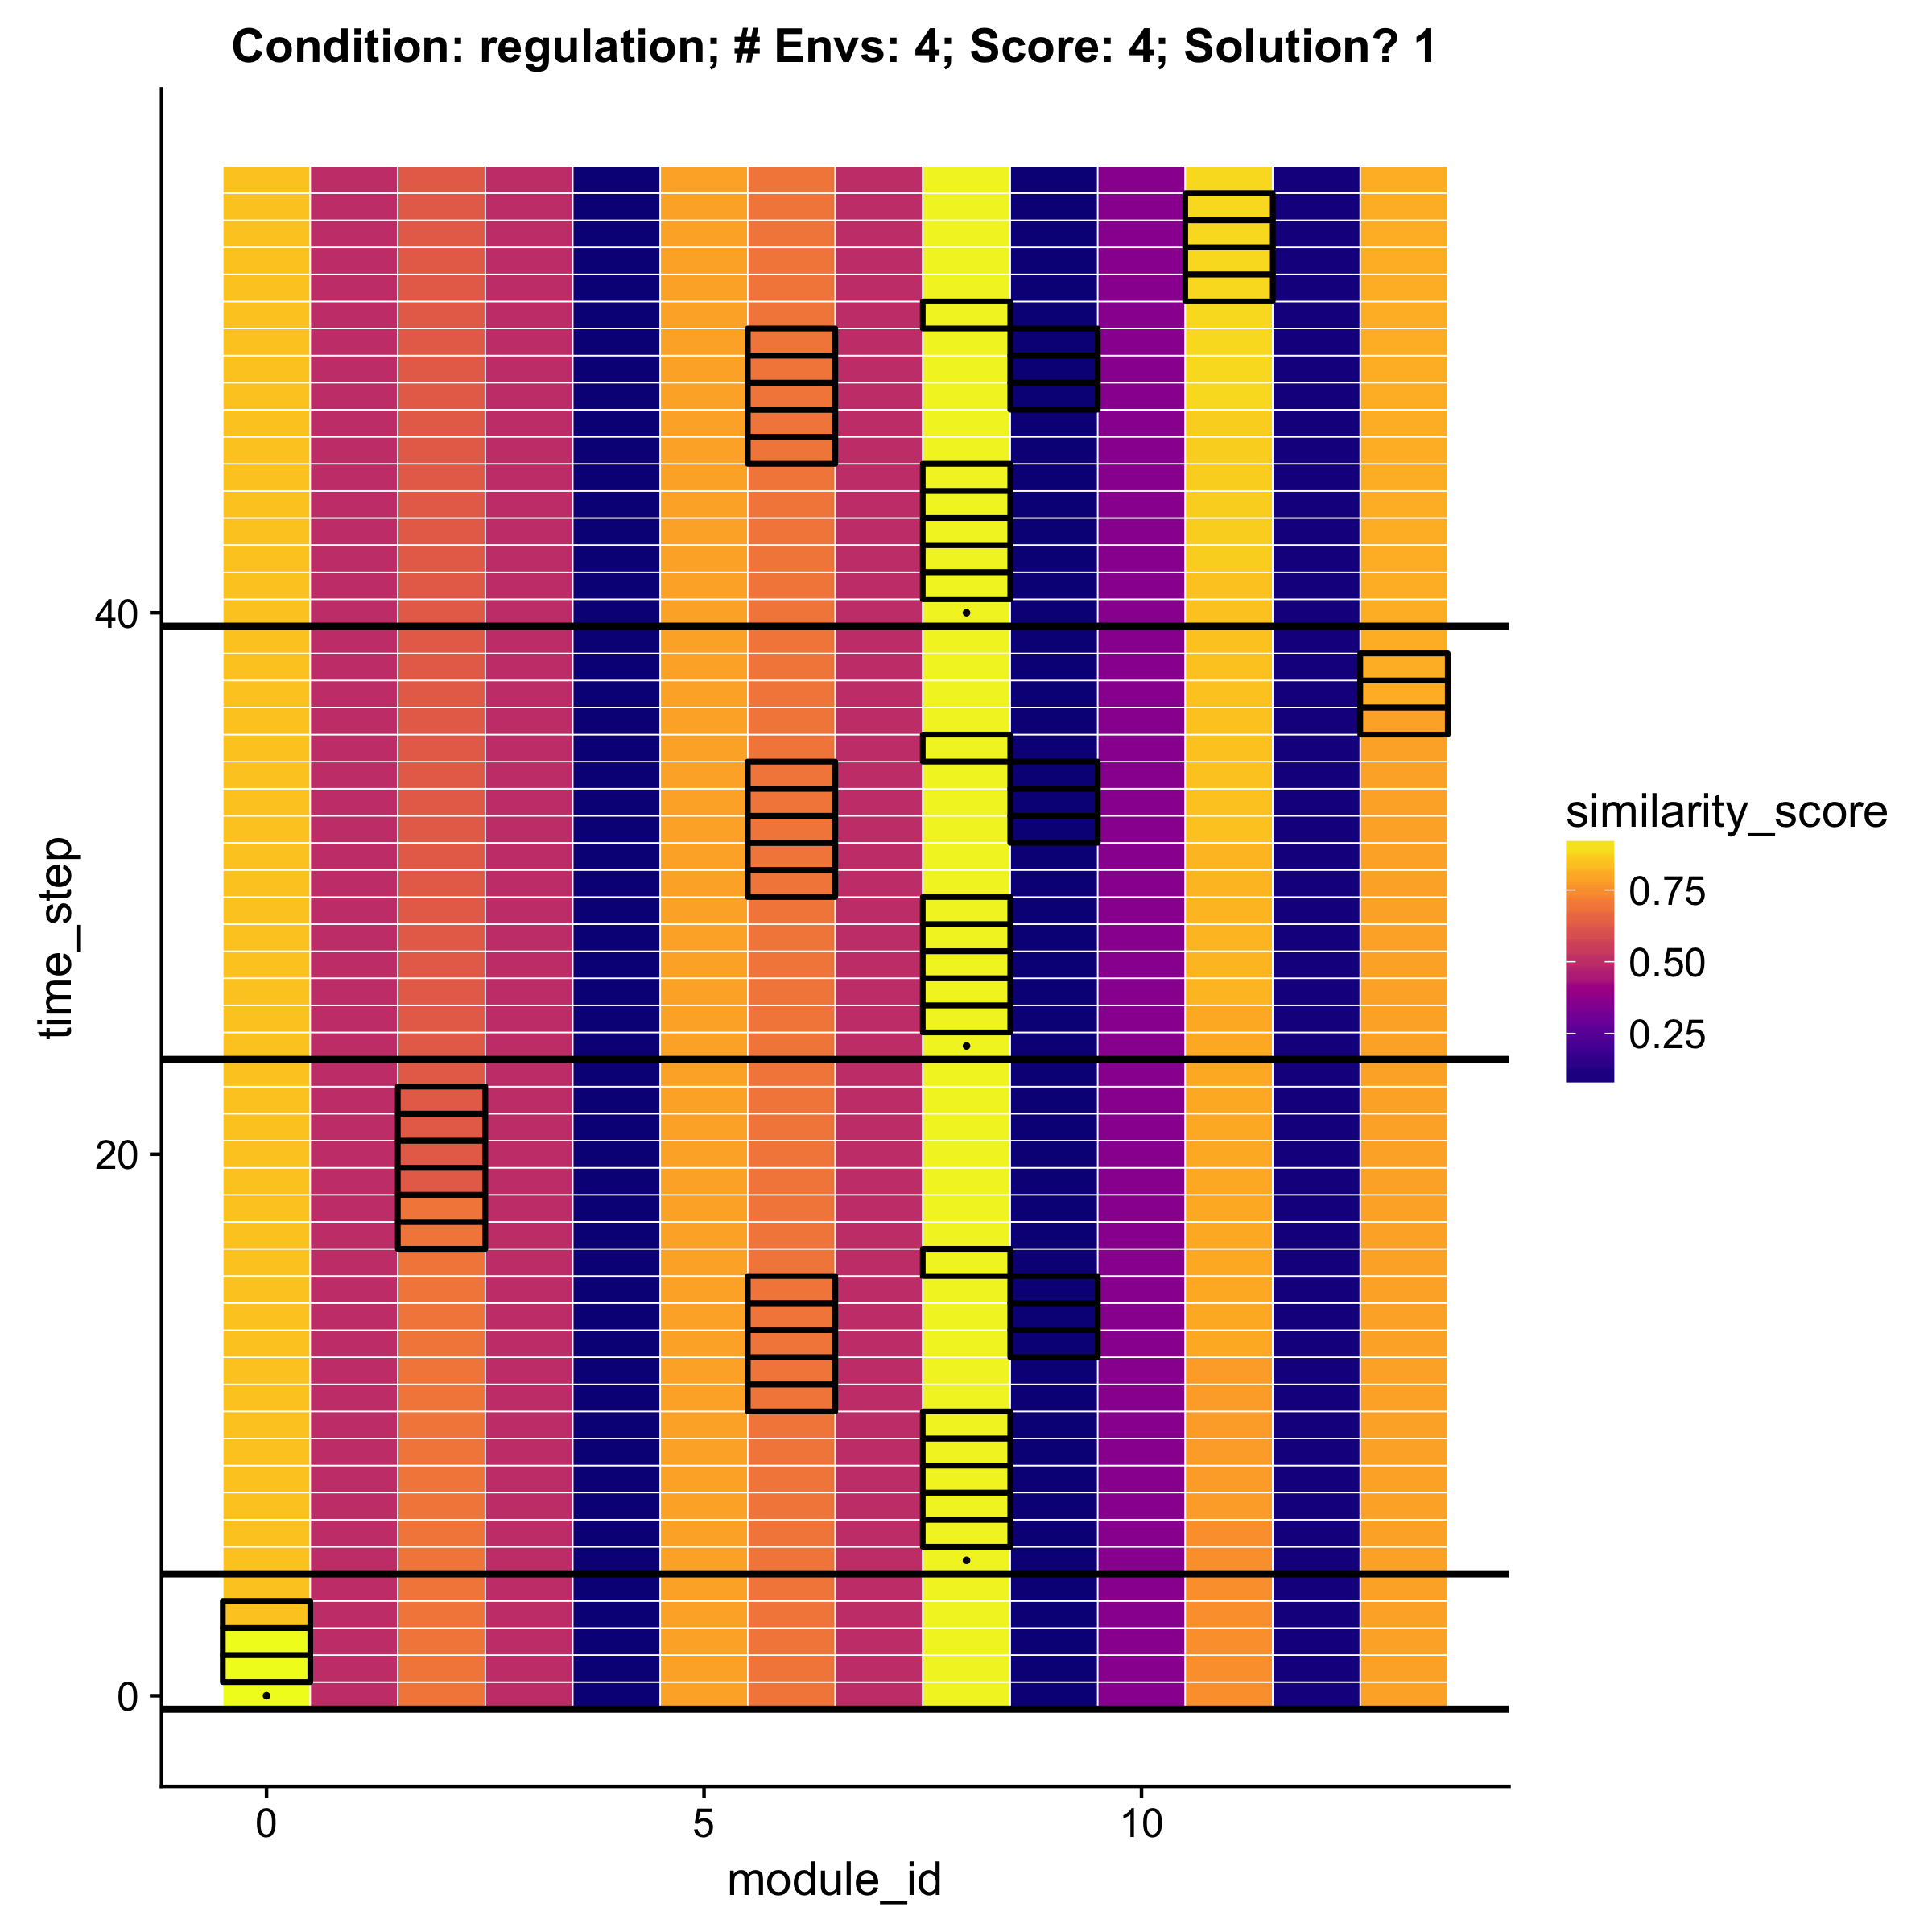 Condition: regulation; # Envs: 4; Score: 4; Solution? 1
time_step
40
20
0
0
5
10
module_id
similarity_score
0.75
0.50
0.25